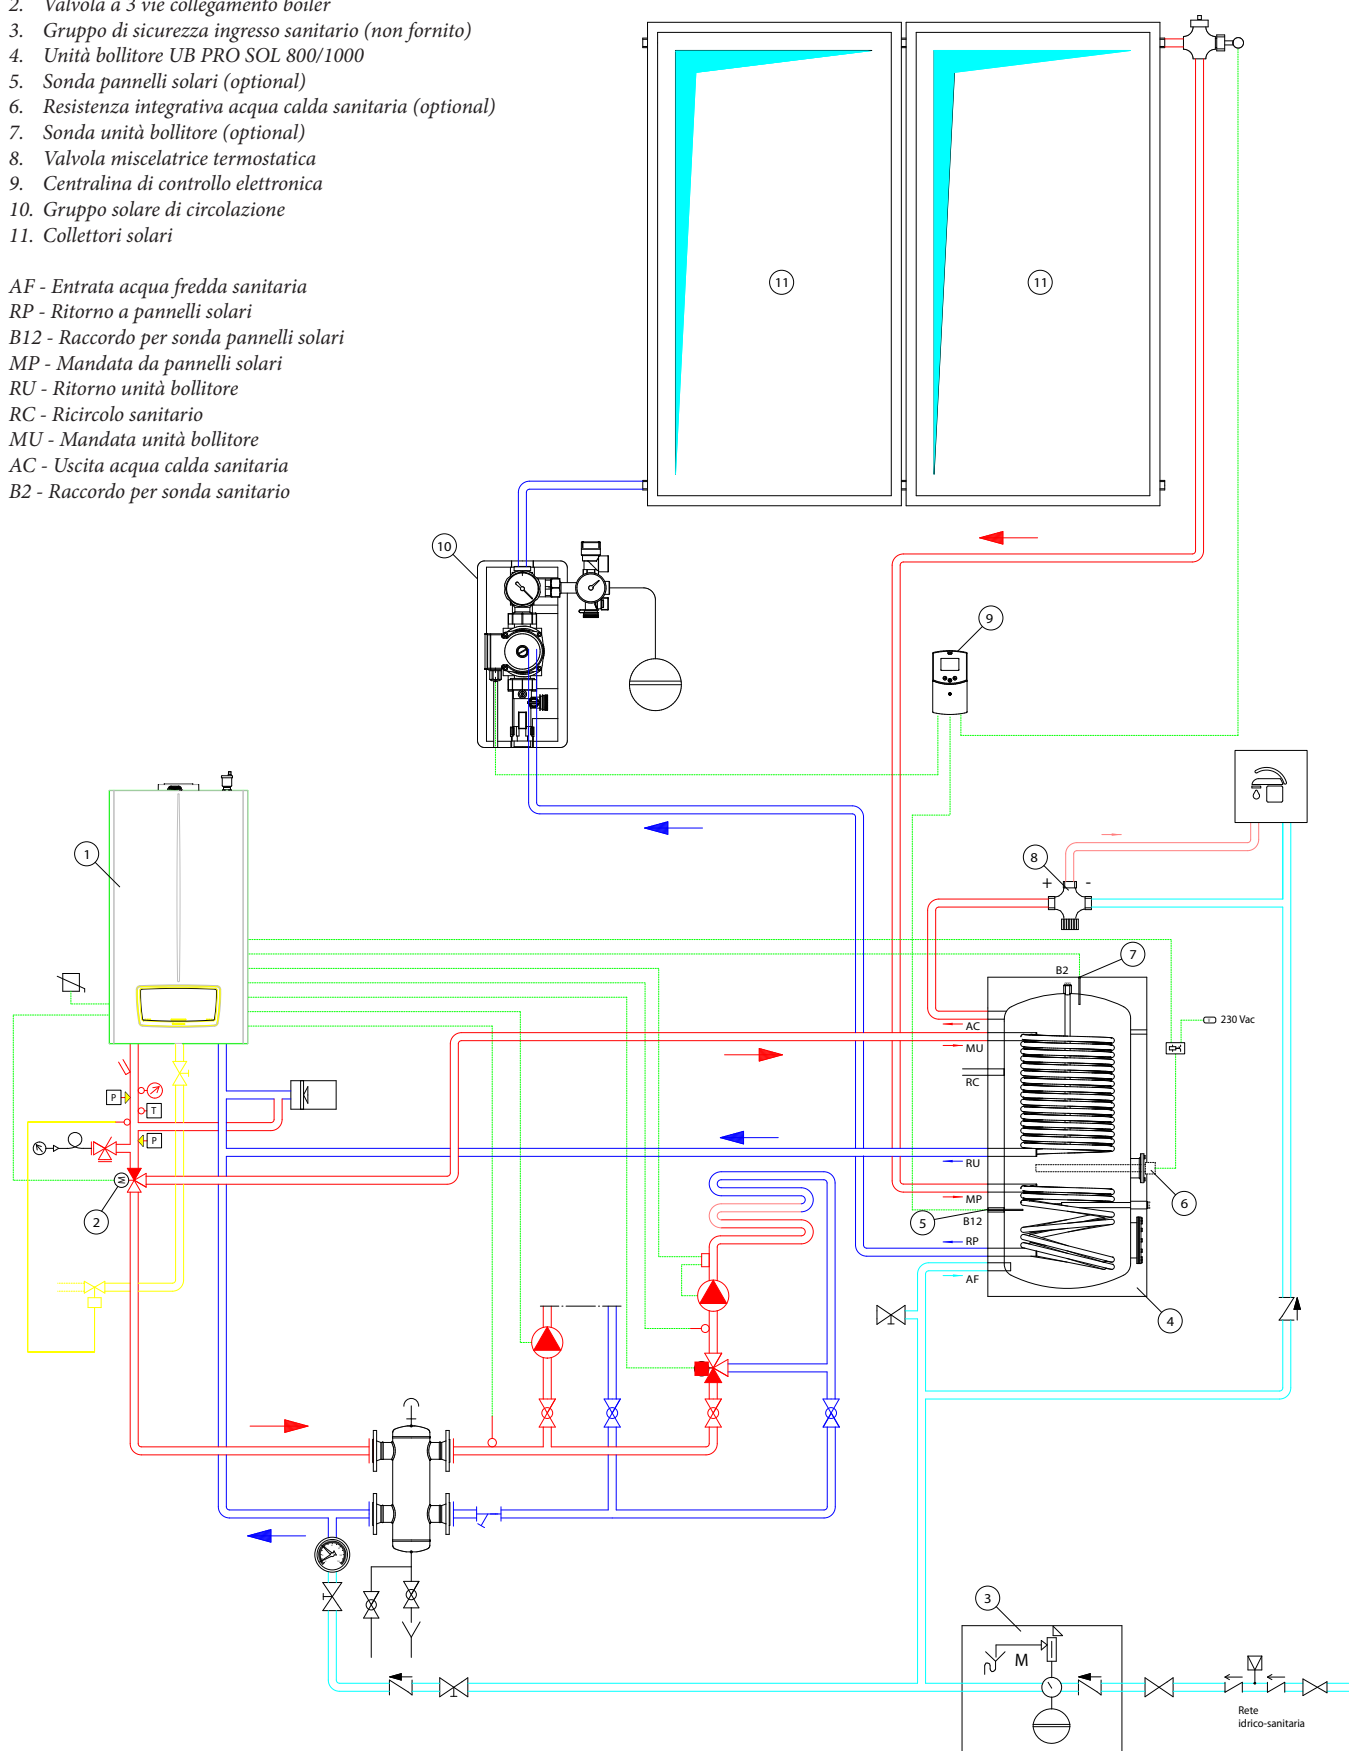 2. Valvola a 3 vie collegamento boiler
3. Gruppo di sicurezza ingresso sanitario (non fornito)
4. Unità bollitore UB PRO SOL 800/1000
5. Sonda pannelli solari (optional)
6. Resistenza integrativa acqua calda sanitaria (optional)
7. Sonda unità bollitore (optional)
8. Valvola miscelatrice termostatica
9. Centralina di controllo elettronica
10. Gruppo solare di circolazione
11. Collettori solari
AF - Entrata acqua fredda sanitaria
RP - Ritorno a pannelli solari
B12 - Raccordo per sonda pannelli solari
MP - Mandata da pannelli solari
RU - Ritorno unità bollitore
RC - Ricircolo sanitario
MU - Mandata unità bollitore
AC - Uscita acqua calda sanitaria
B2 - Raccordo per sonda sanitario
11
11
10
9
1
8
+ -
7
B2
AC
MU
230 Vac
RC
P
T
P
RU
M
MP
6
2
5
B12
RP
AF
4
3
M
Rete
idrico-sanitaria